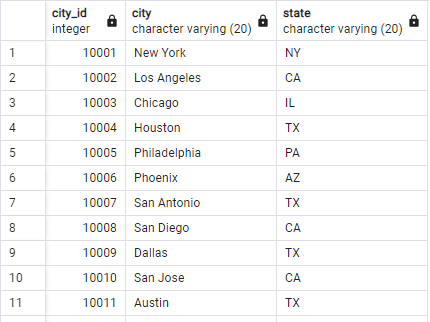 city_id city state
integer character varying (20) character varying (20)
1 10001 New York NY
2 10002 Los Angeles CA
3 10003 Chicago IL
4 10004 Houston TX
5 10005 Philadelphia PA
6 10006 Phoenix AZ
7 10007 San Antonio TX
8 10008 San Diego CA
9 10009 Dallas TX
10 10010 San Jose CA
11 10011 Austin TX